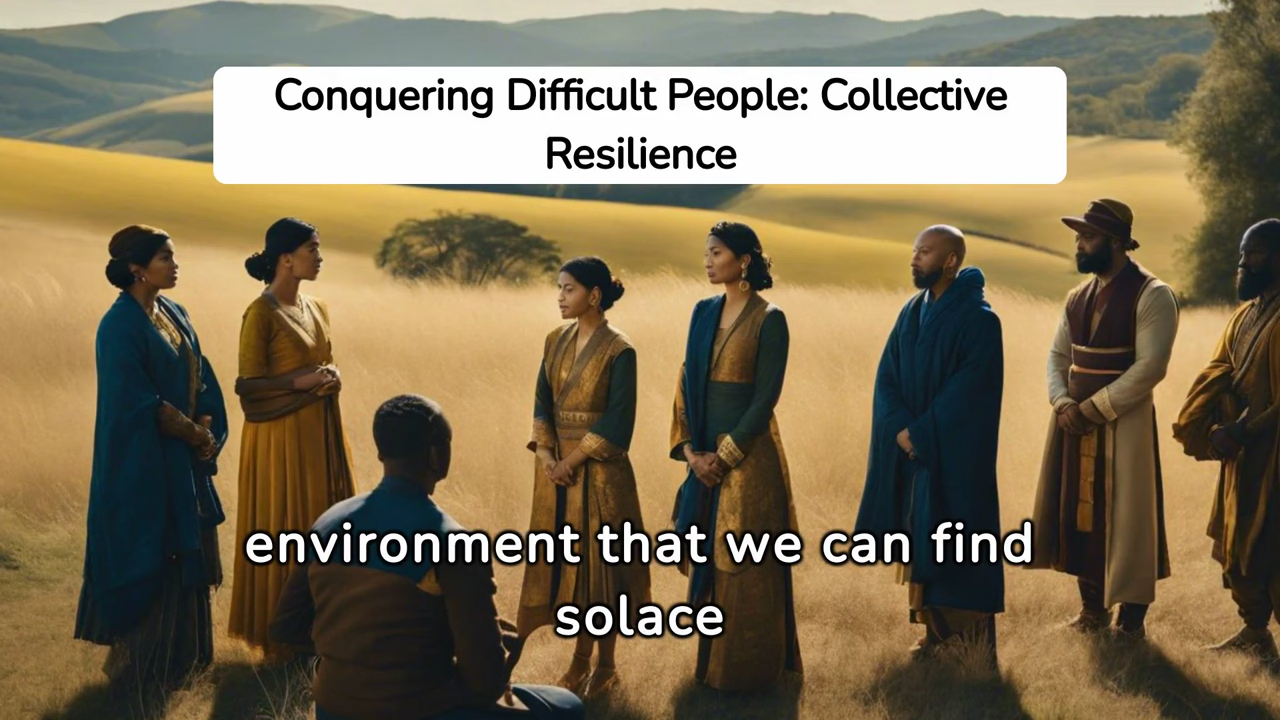 Conquering Difficult People: Collective
Resilience
environment that we can find
solace